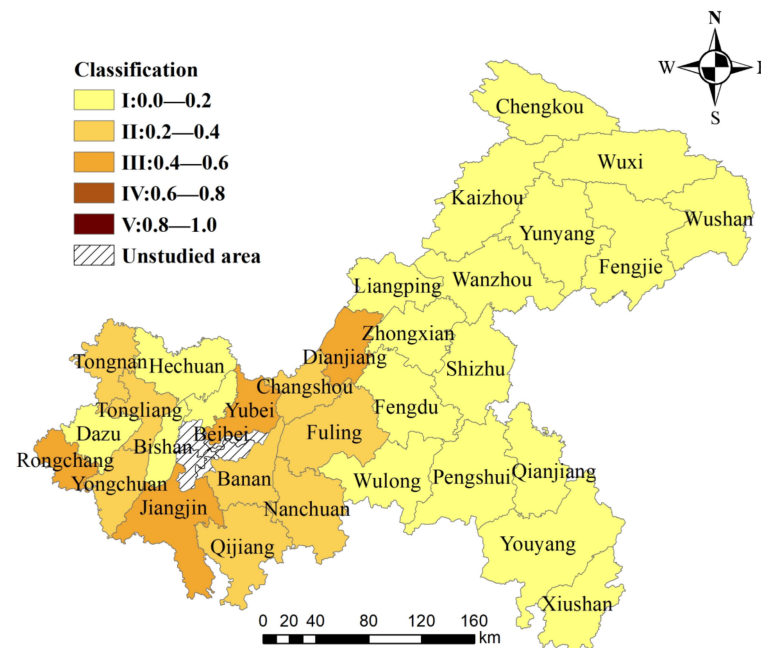 N
W
E
S
Classification
I:0.0—0.2
II:0.2—0.4
III:0.4—0.6
IV:0.6—0.8
V:0.8—1.0
Unstudied area
Chengkou
Wuxi
Kaizhou
Wushan
Yunyang
Fengjie
Wanzhou
Liangping
Zhongxian
Dianjiang
Shizhu
Tongnan
Hechuan
Changshou
Yubei
Fengdu
Tongliang
Dazu
Beibei
Fuling
Bishan
Rongchang
Yongchuan
Banan
Wulong
Pengshui
Qianjiang
Jiangjin
Nanchuan
Qijiang
Youyang
Xiushan
0 20 40 80 120 160
km